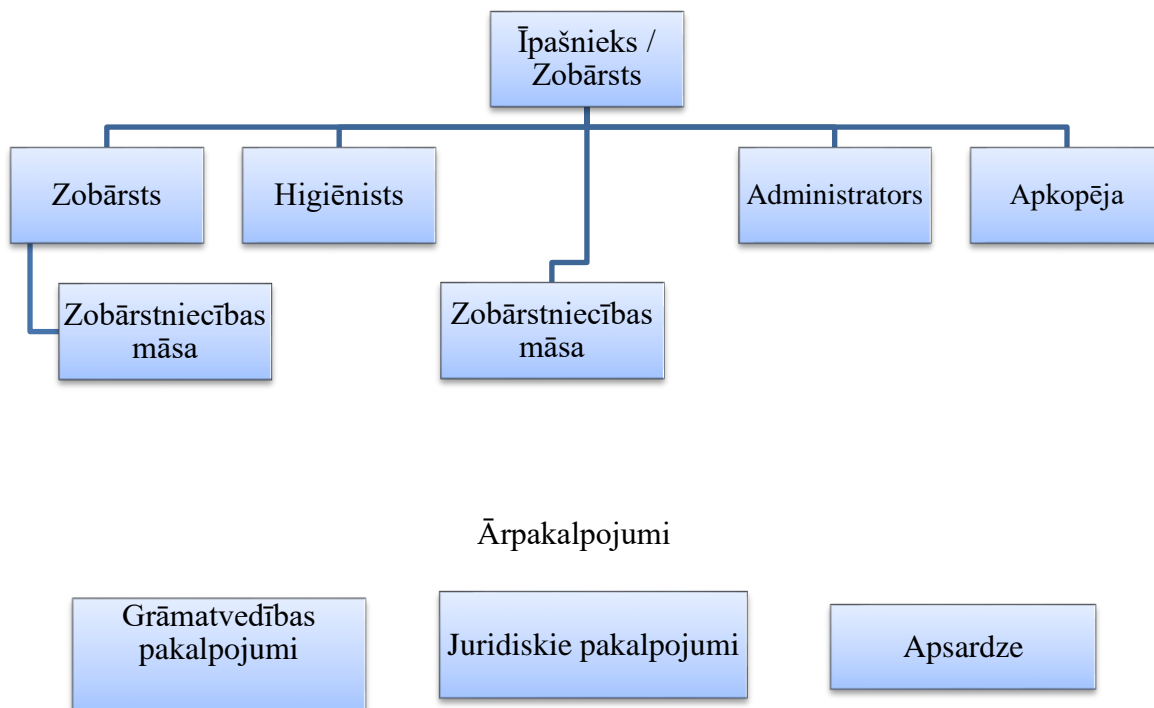 Īpašnieks /
Zobārsts
Zobārsts
Higiēnists
Administrators
Apkopēja
Zobārstniecības
māsa
Zobārstniecības
māsa
Ārpakalpojumi
Grāmatvedības
pakalpojumi
Juridiskie pakalpojumi
Apsardze